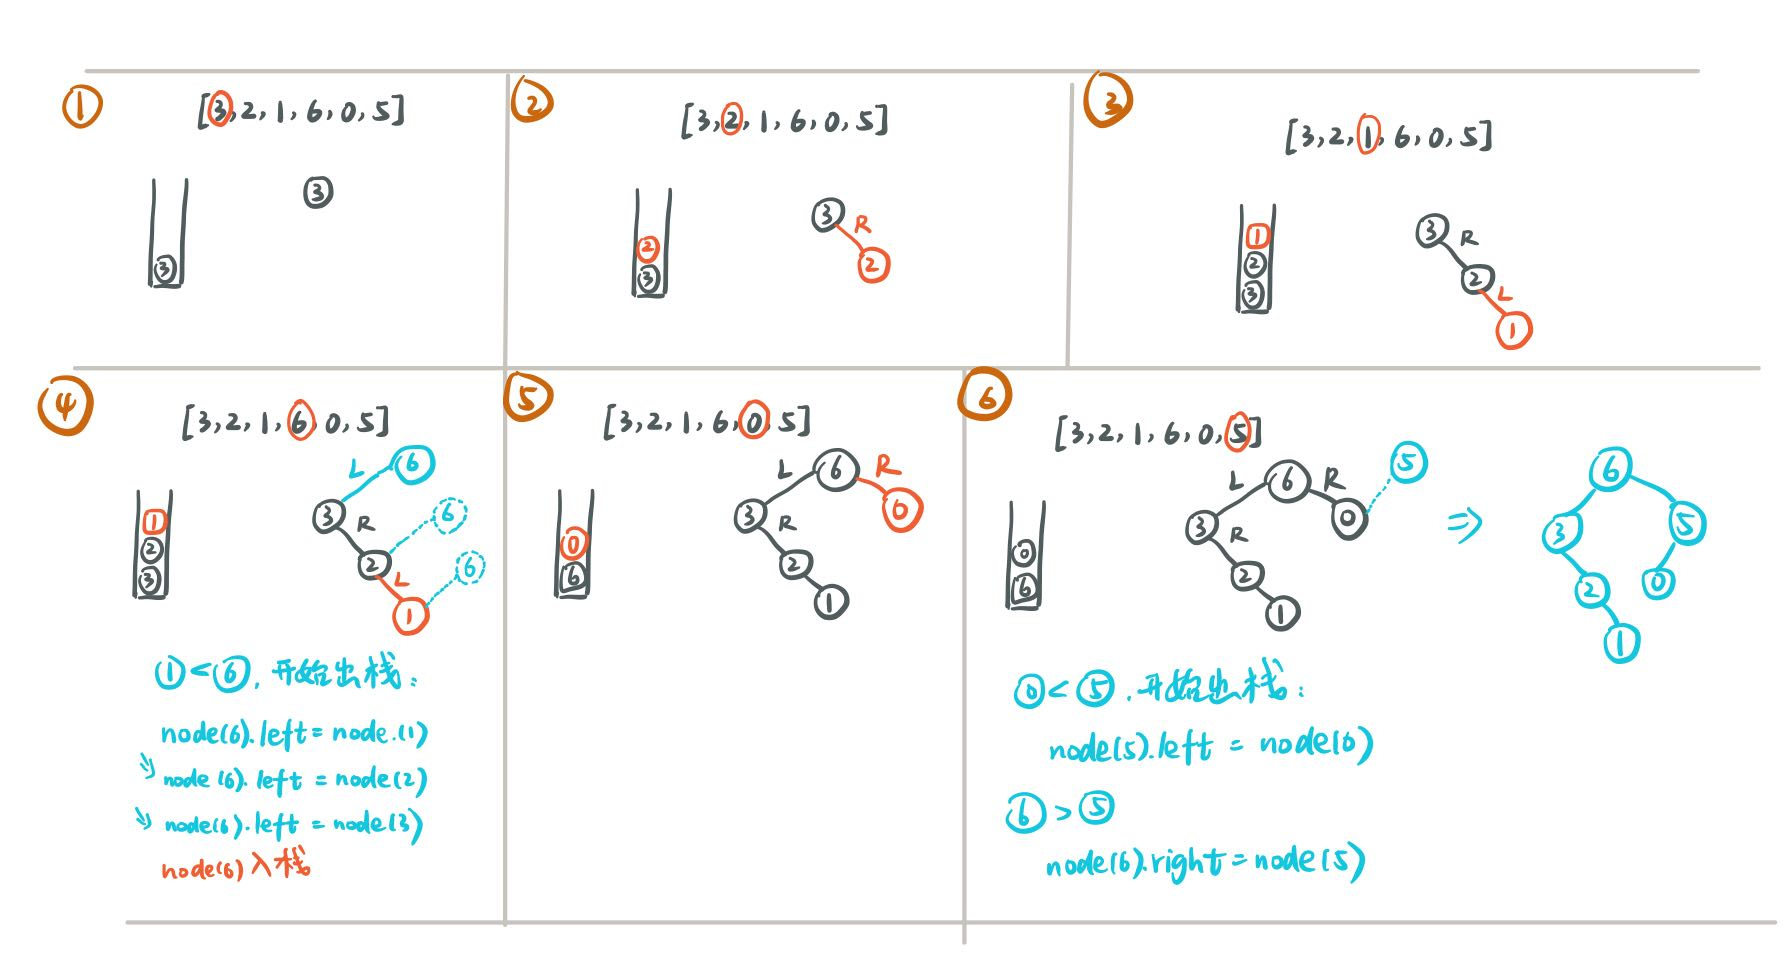 ①
[3,2,1,6,0,5]
3
3
②
[3,2,1,6,0,5]
2
3
3
R
2
③
[3,2,1,6,0,5]
1
2
3
3
R
2
L
1
④
[3,2,1,6,0,5]
1
2
3
L
6
3
R
6
2
6
L
1
①<⑥,开始出栈:
node(6).left=node.(1)
↘ node(6).left=node(2)
↘ node(6).left=node(3)
node(6)入栈
⑤
[3,2,1,6,0,5]
0
6
L
6
R
3
R
0
2
1
⑥
[3,2,1,6,0,5]
0
6
L
6
R
5
3
R
0
2
1
⇒
6
3
5
2
0
1
⓪<⑤.开始出栈:
node(5).left = node(0)
⑥>⑤
node(6).right=node(5)